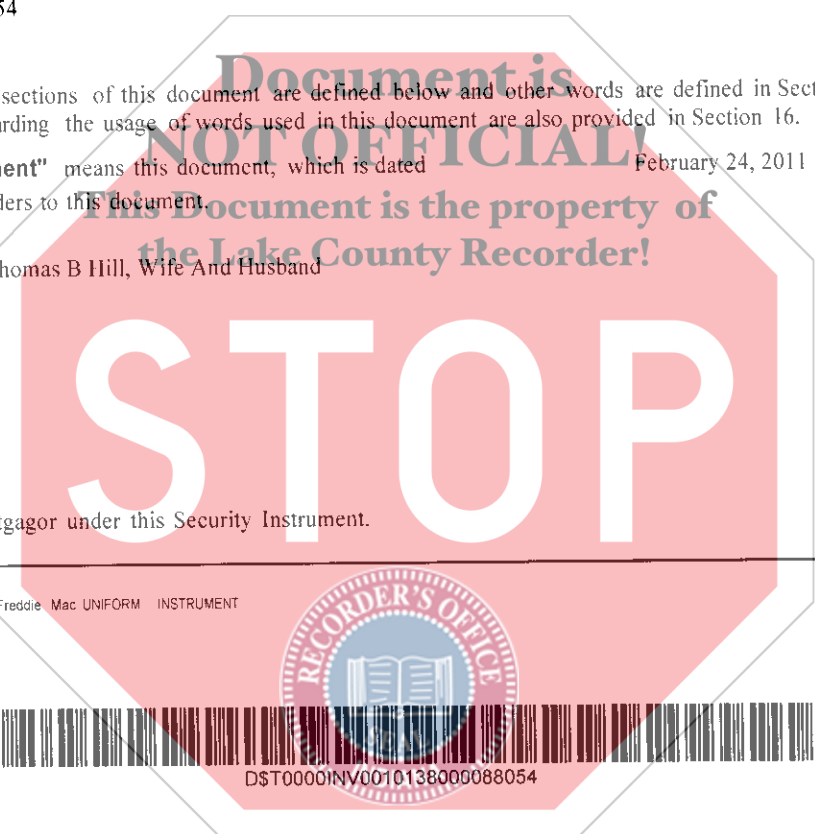 54
Document is
sections of this document are defined below and other words are defined in Sect
arding the usage of words used in this document are also provided in Section 16.
NOT OFFICIAL!
ment" means this document, which is dated February 24, 2011
This Document is the property of
ders to this document.
the Lake County Recorder!
homas B Hill, Wife And Husband
STOP
tgagor under this Security Instrument.
Freddie Mac UNIFORM INSTRUMENT
RECORDER'S OFFICE
SEAL
D$T0000INV0010138000088054